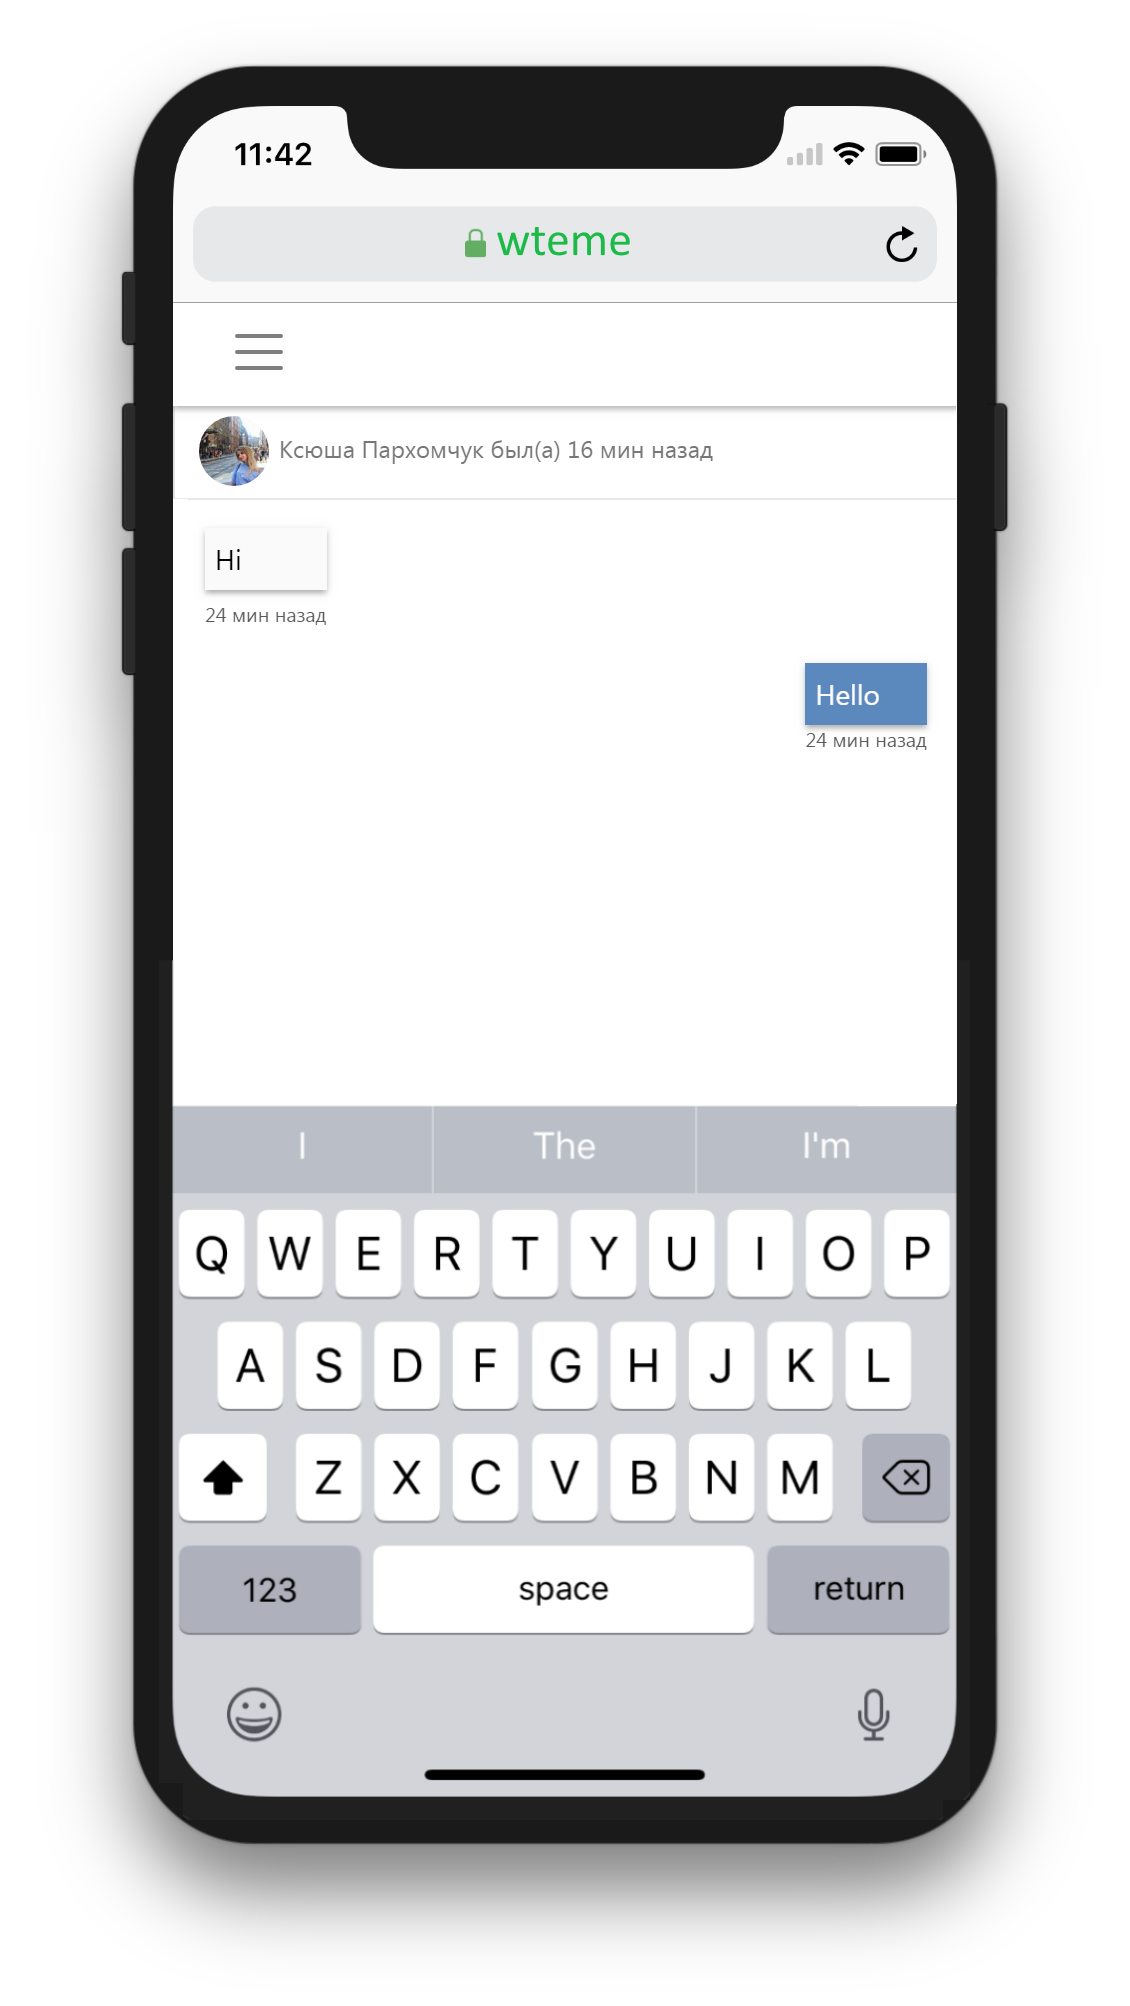 11:42
wteme
Ксюша Пархомчук был(а) 16 мин назад
Hi
24 мин назад
Hello
24 мин назад
I The I'm
Q W E R T Y U I O P
A S D F G H J K L
Z X C V B N M
123 space return